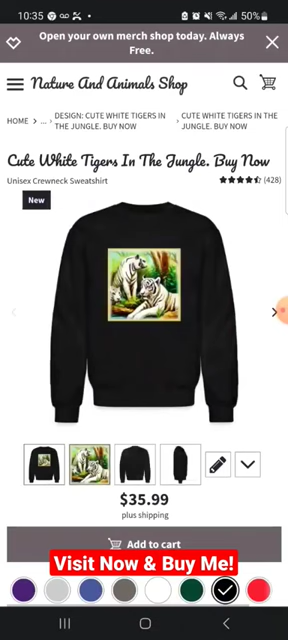 10:35
50%
Open your own merch shop today. Always
Free.
Nature And Animals Shop
HOME > ... > DESIGN: CUTE WHITE TIGERS IN THE JUNGLE. BUY NOW > CUTE WHITE TIGERS IN THE JUNGLE. BUY NOW
Cute White Tigers In The Jungle. Buy Now
Unisex Crewneck Sweatshirt
(428)
New
$35.99
plus shipping
Add to cart
Visit Now & Buy Me!